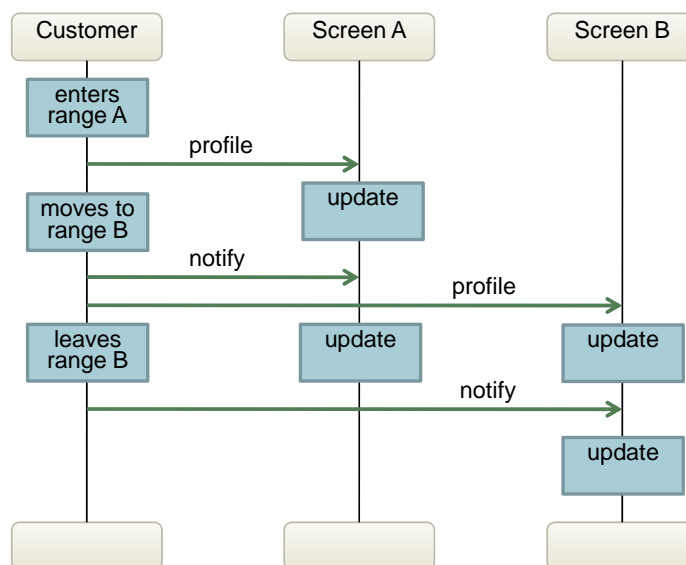 Customer
Screen A
Screen B
enters
range A
profile
update
moves to
range B
notify
profile
leaves
range B
update
update
notify
update